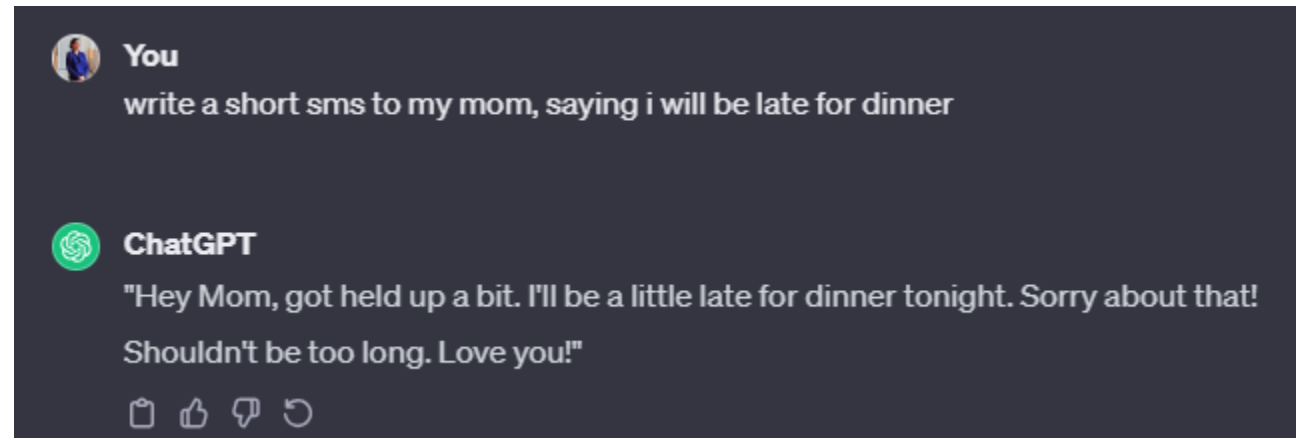 You
write a short sms to my mom, saying i will be late for dinner
ChatGPT
"Hey Mom, got held up a bit. I'll be a little late for dinner tonight. Sorry about that!
Shouldn't be too long. Love you!"